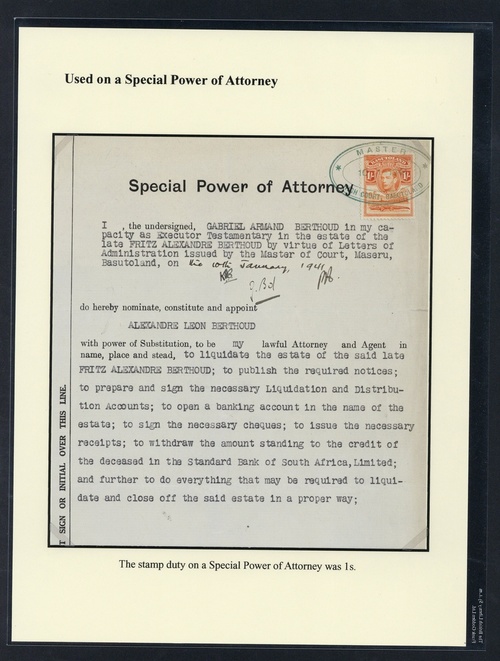 Used on a Special Power of Attorney
MASTER
HIGH COURT, BASUTOLAND
1/- 1/-
Special Power of Attorney
I , the undersigned, GABRIEL ARMAND BERTHOUD in my ca-
pacity as Executor Testamentary in the estate of the
late FRITZ ALEXANDRE BERTHOUD by virtue of Letters of
Administration issued by the Master of Court, Maseru,
Basutoland, on the January, 1941
do hereby nominate, constitute and appoint
ALEXANDRE LEON BERTHOUD
with power of Substitution, to be my lawful Attorney and Agent in
name, place and stead, to liquidate the estate of the said late
FRITZ ALEXANDRE BERTHOUD; to publish the required notices;
to prepare and sign the necessary Liquidation and Distribu-
tion Accounts; to open a banking account in the name of the
estate; to sign the necessary cheques; to issue the necessary
receipts; to withdraw the amount standing to the credit of
the deceased in the Standard Bank of South Africa,Limited;
and further to do everything that may be required to liqui-
date and close off the said estate in a proper way;
T SIGN OR INITIAL OVER THIS LINE.
The stamp duty on a Special Power of Attorney was 1s.